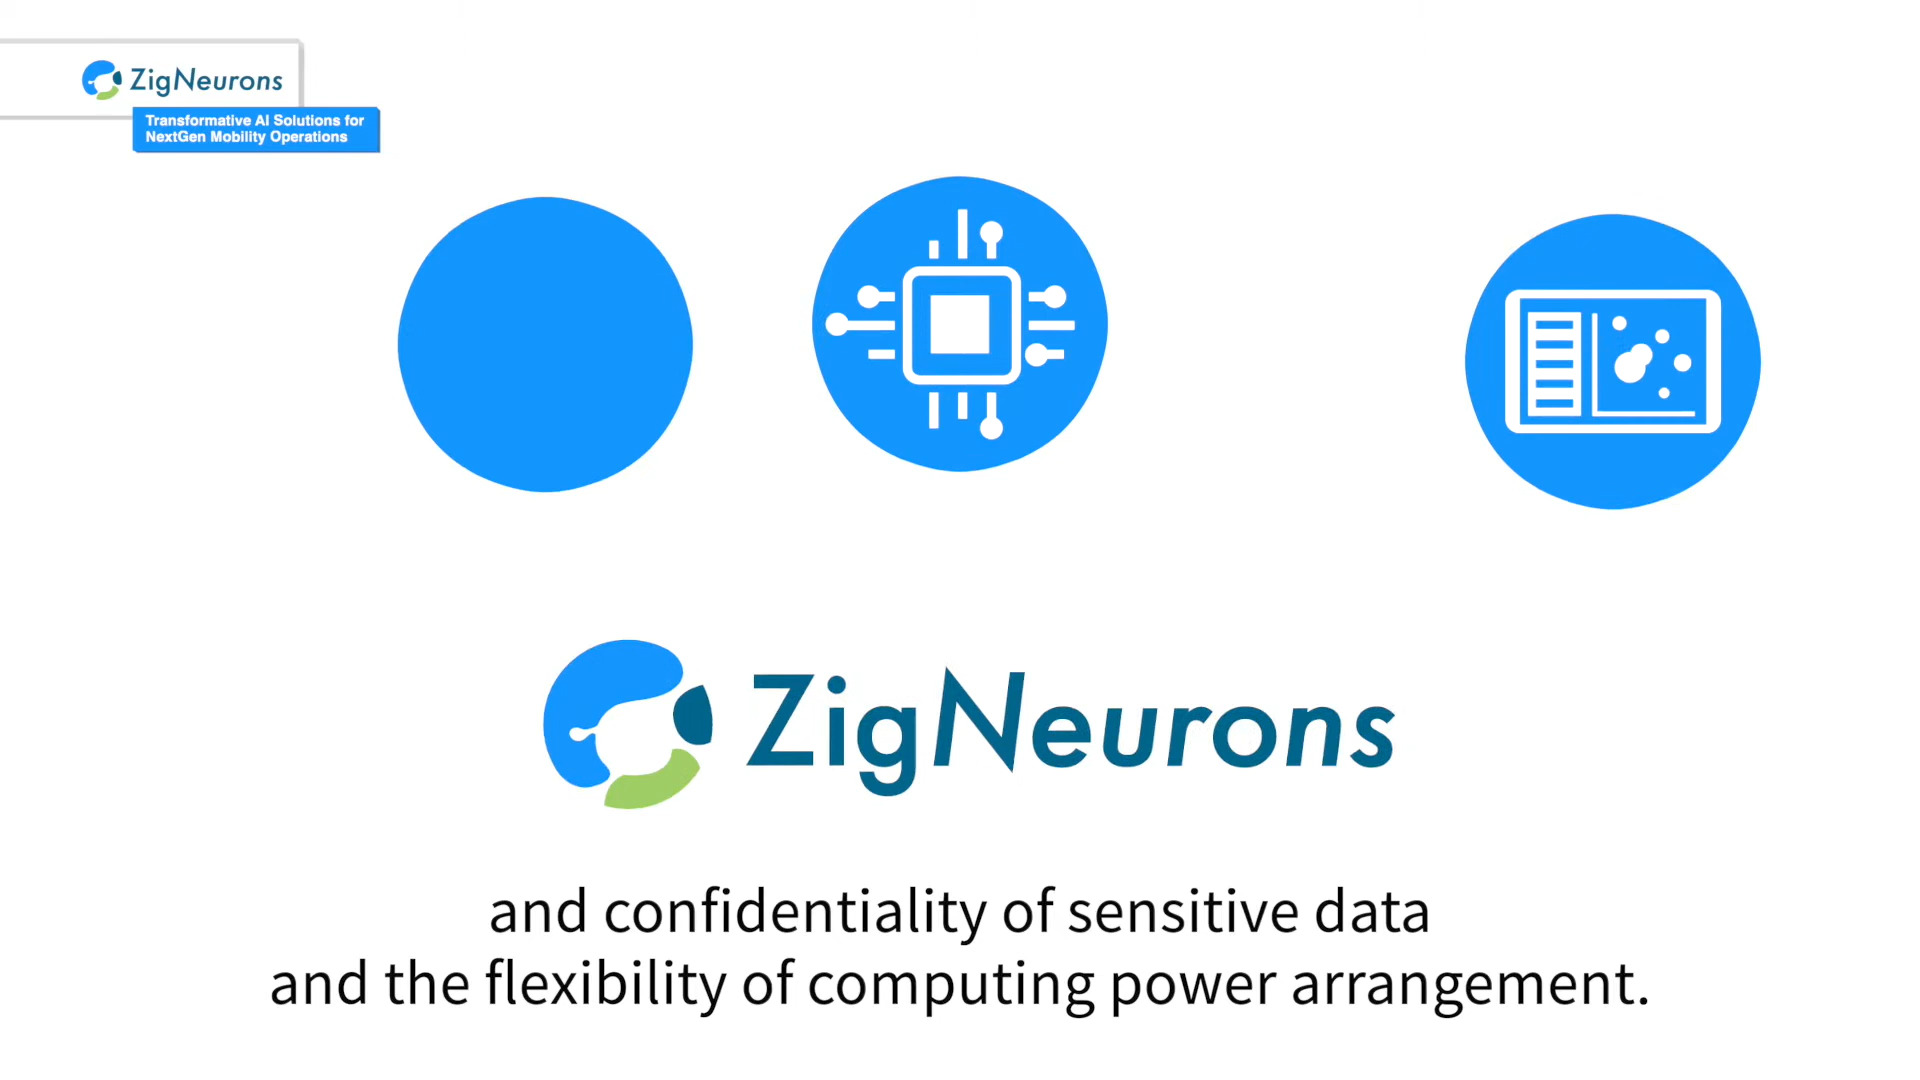 ZigNeurons
Transformative AI Solutions for
NextGen Mobility Operations
ZigNeurons
and confidentiality of sensitive data
and the flexibility of computing power arrangement.